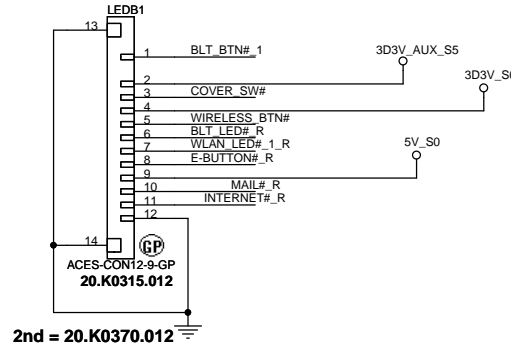 LEDB1
13
1 BLT_BTN#_1
3D3V_AUX_S5
2
3D3V_S0
3 COVER_SW#
4
5 WIRELESS_BTN#
6 BLT_LED#_R
7 WLAN_LED#_1_R
5V_S0
8 E-BUTTON#_R
9
10 MAIL#_R
11 INTERNET#_R
12
14
GP
ACES-CON12-9-GP
20.K0315.012
2nd = 20.K0370.012